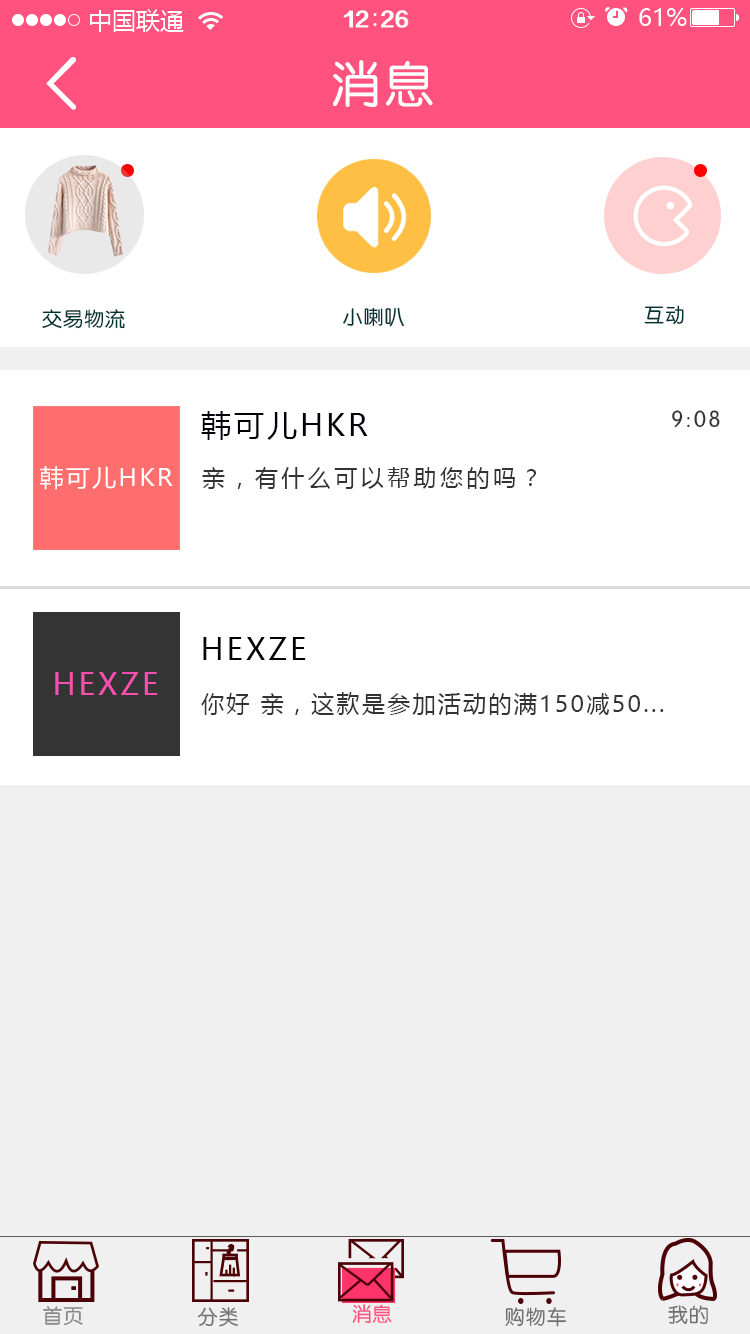 中国联通 12:26 61%
消息
交易物流 小喇叭 互动
韩可儿HKR
韩可儿HKR 9:08
亲，有什么可以帮助您的吗？
HEXZE
HEXZE
你好 亲，这款是参加活动的满150减50...
首页 分类 消息 购物车 我的